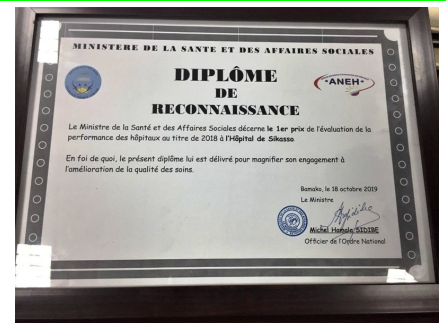 MINISTERE DE LA SANTE ET DES AFFAIRES SOCIALES
DIPLÔME
DE
RECONNAISSANCE
*ANEH*
Le Ministre de la Santé et des Affaires Sociales décerne le 1er prix de l'évaluation de la
performance des hôpitaux au titre de 2018 à l'Hôpital de Sikasso.
En foi de quoi, le présent diplôme lui est délivré pour magnifier son engagement à
l'amélioration de la qualité des soins.
Bamako, le 18 octobre 2019
Le Ministre
Michel Hamala SIDIBE
Officier de l'Ordre National